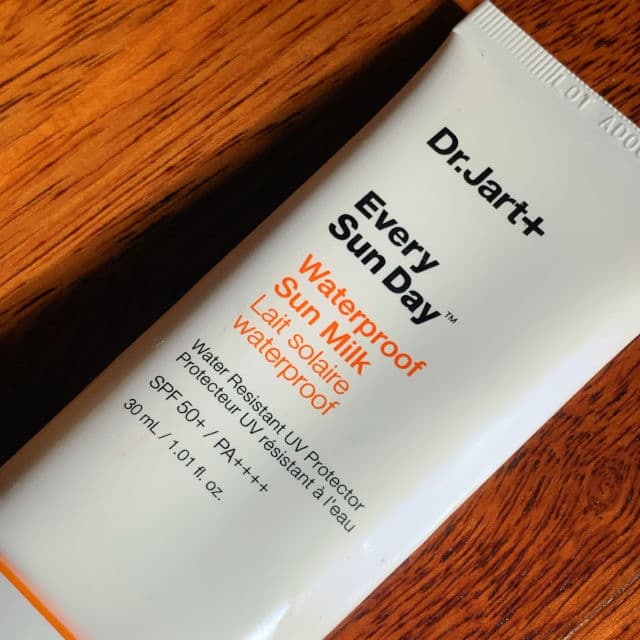 Dr.Jart+
Every
Sun Day™
Waterproof
Sun Milk
Lait solaire
waterproof
Water Resistant UV Protector
Protecteur UV résistant à l'eau
SPF 50+ / PA++++
30 mL / 1.01 fl. oz.